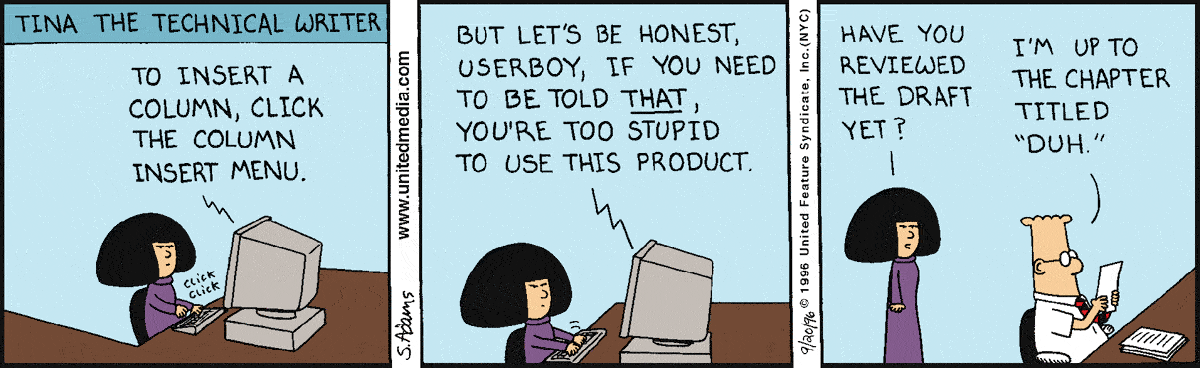 TINA THE TECHNICAL WRITER
TO INSERT A
COLUMN, CLICK
THE COLUMN
INSERT MENU.
CLICK
CLICK
www.unitedmedia.com
S. Adams
BUT LET'S BE HONEST,
USERBOY, IF YOU NEED
TO BE TOLD THAT,
YOU'RE TOO STUPID
TO USE THIS PRODUCT.
9/20/96 © 1996 United Feature Syndicate, Inc.(NYC)
HAVE YOU
REVIEWED
THE DRAFT
YET?
I'M UP TO
THE CHAPTER
TITLED
"DUH."